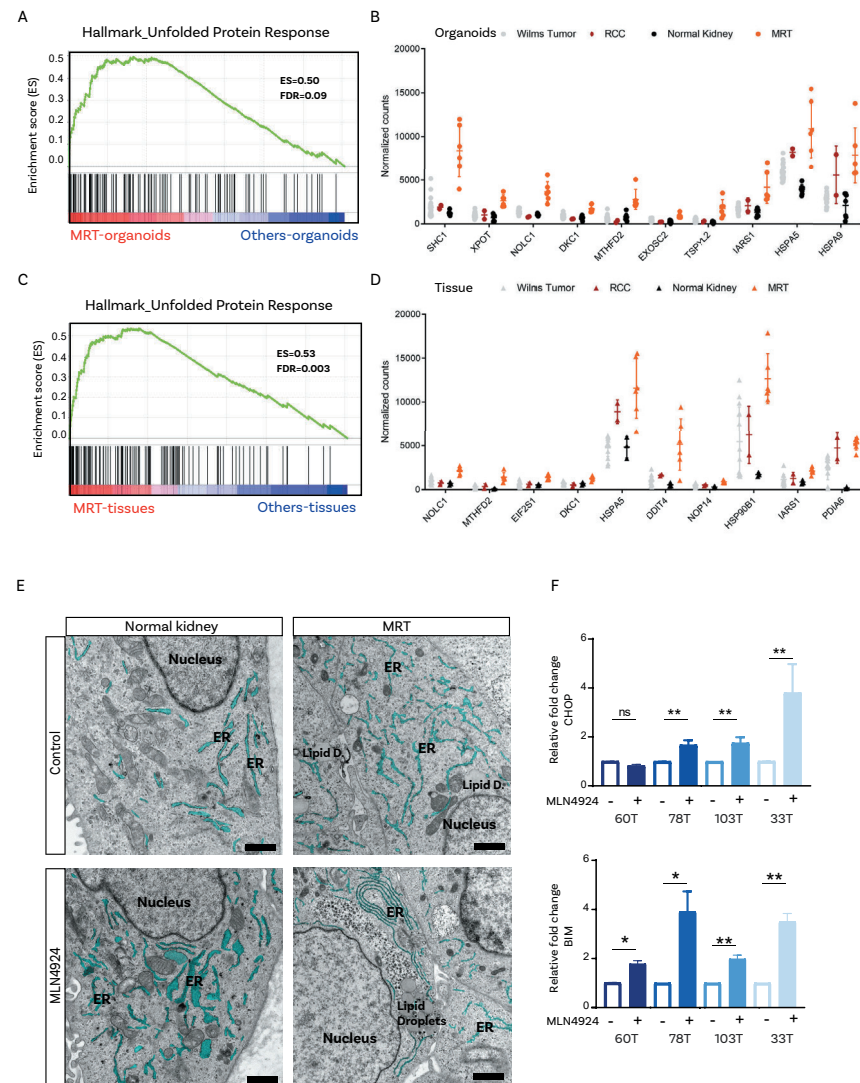 A
Hallmark_Unfolded Protein Response
Enrichment score (ES)
0.5
0.4
0.3
0.2
0.1
0.0
ES=0.50
FDR=0.09
MRT-organoids
Others-organoids
B
Organoids
Wilms Tumor
RCC
Normal Kidney
MRT
Normalized counts
20000
15000
10000
5000
0
SHC1
XPOT
NOLC1
DKC1
MTHFD2
EXOSC2
TSPYL2
IARS1
HSPA5
HSPA9
C
Hallmark_Unfolded Protein Response
Enrichment score (ES)
0.5
0.4
0.3
0.2
0.1
0.0
ES=0.53
FDR=0.003
MRT-tissues
Others-tissues
D
Tissue
Wilms Tumor
RCC
Normal Kidney
MRT
Normalized counts
20000
15000
10000
5000
0
NOLC1
MTHFD2
EIF2S1
DKC1
HSPA5
DDIT4
NOP14
HSP90B1
IARS1
PDIA6
E
Normal kidney
MRT
Control
Nucleus
ER
ER
ER
ER
Lipid D.
Lipid D.
Nucleus
MLN4924
Nucleus
ER
ER
ER
Lipid
Droplets
Nucleus
ER
F
Relative fold change
CHOP
6
4
2
0
ns
**
**
**
MLN4924
- + - + - + - +
60T 78T 103T 33T
Relative fold change
BIM
6
4
2
0
*
*
**
**
MLN4924
- + - + - + - +
60T 78T 103T 33T